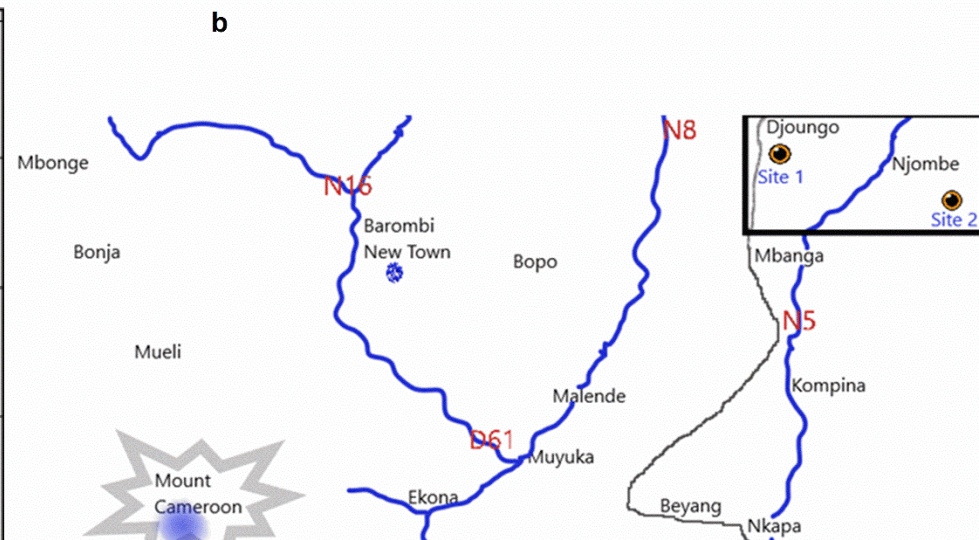 b
N8
Djoungo
Mbonge
Njombe
Site 1
N16
Site 2
Barombi
New Town
Bonja
Bopo
Mbanga
N5
Mueli
Kompina
Malende
D61
Muyuka
Mount
Cameroon
Ekona
Beyang
Nkapa